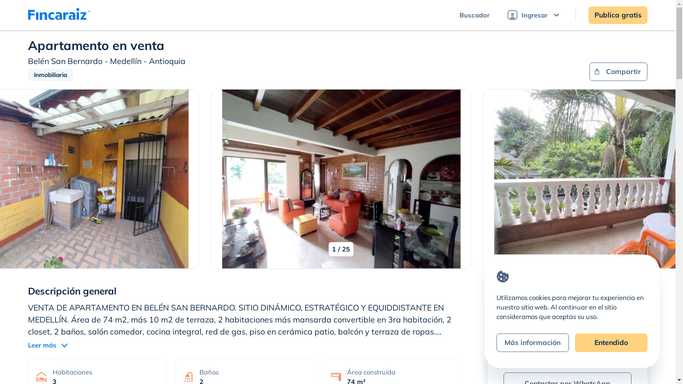 Fincaraiz
Buscador
Ingresar
Publica gratis
Apartamento en venta
Belén San Bernardo - Medellín - Antioquia
Inmobiliaria
Compartir
1 / 25
Descripción general
VENTA DE APARTAMENTO EN BELÉN SAN BERNARDO. SITIO DINÁMICO, ESTRATÉGICO Y EQUIDDISTANTE EN
MEDELLÍN. Área de 74 m2, más 10 m2 de terraza, 2 habitaciones más mansarda convertible en 3ra habitación, 2
closet, 2 baños, salón comedor, cocina integral, red de gas, piso en cerámica patio, balcón y terraza de ropas....
Leer más
Habitaciones
3
Baños
2
Área construida
74 m²
Utilizamos cookies para mejorar tu experiencia en
nuestro sitio web. Al continuar en el sitio
consideramos que aceptas su uso.
Más información
Entendido
Contactar por WhatsApp